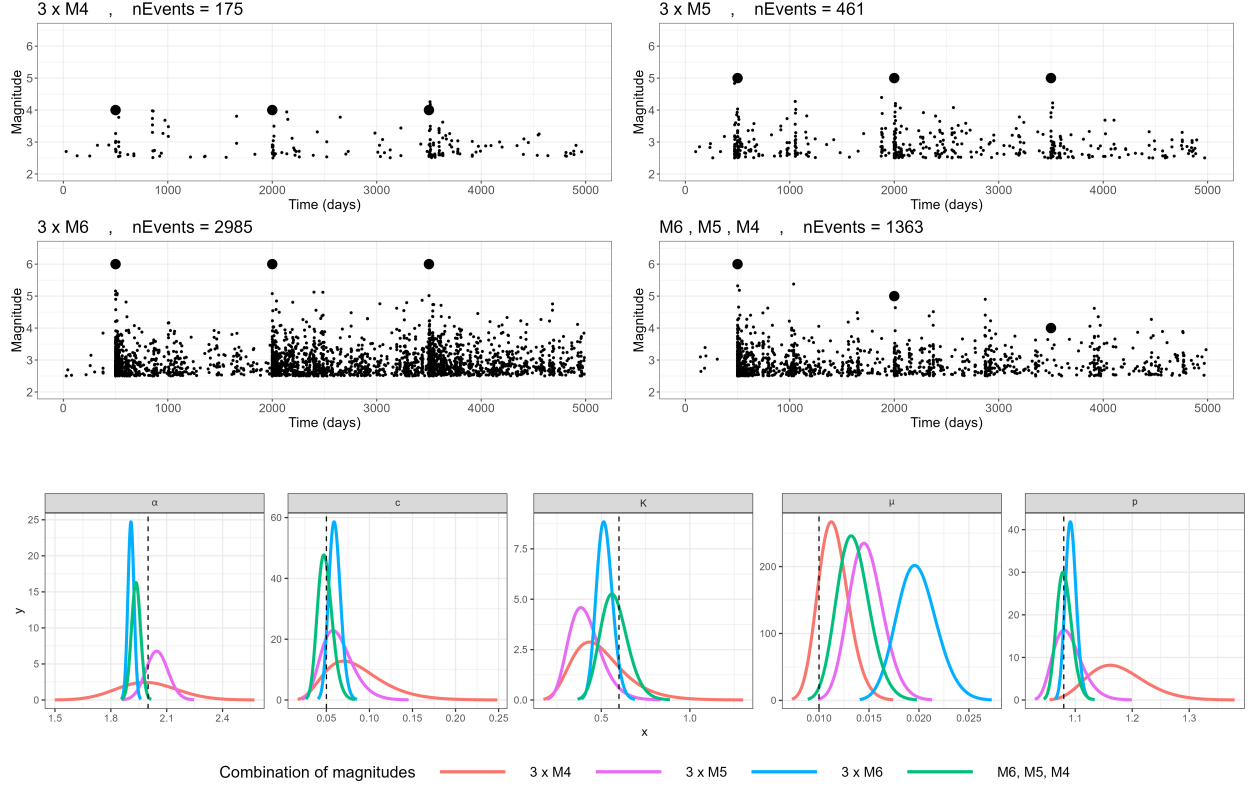 3 x M4 , nEvents = 175
3 x M5 , nEvents = 461
Magnitude
6
5
4
3
2
0 1000 2000 3000 4000 5000
Time (days)
Magnitude
6
5
4
3
2
0 1000 2000 3000 4000 5000
Time (days)
3 x M6 , nEvents = 2985
M6 , M5 , M4 , nEvents = 1363
Magnitude
6
5
4
3
2
0 1000 2000 3000 4000 5000
Time (days)
Magnitude
6
5
4
3
2
0 1000 2000 3000 4000 5000
Time (days)
α
c
K
μ
p
y
25
20
15
10
5
0
1.5 1.8 2.1 2.4
60
40
20
0
0.05 0.10 0.15 0.20 0.25
7.5
5.0
2.5
0.0
0.5 1.0
200
100
0
0.010 0.015 0.020 0.025
40
30
20
10
0
1.1 1.2 1.3
x
Combination of magnitudes 3 x M4 3 x M5 3 x M6 M6, M5, M4